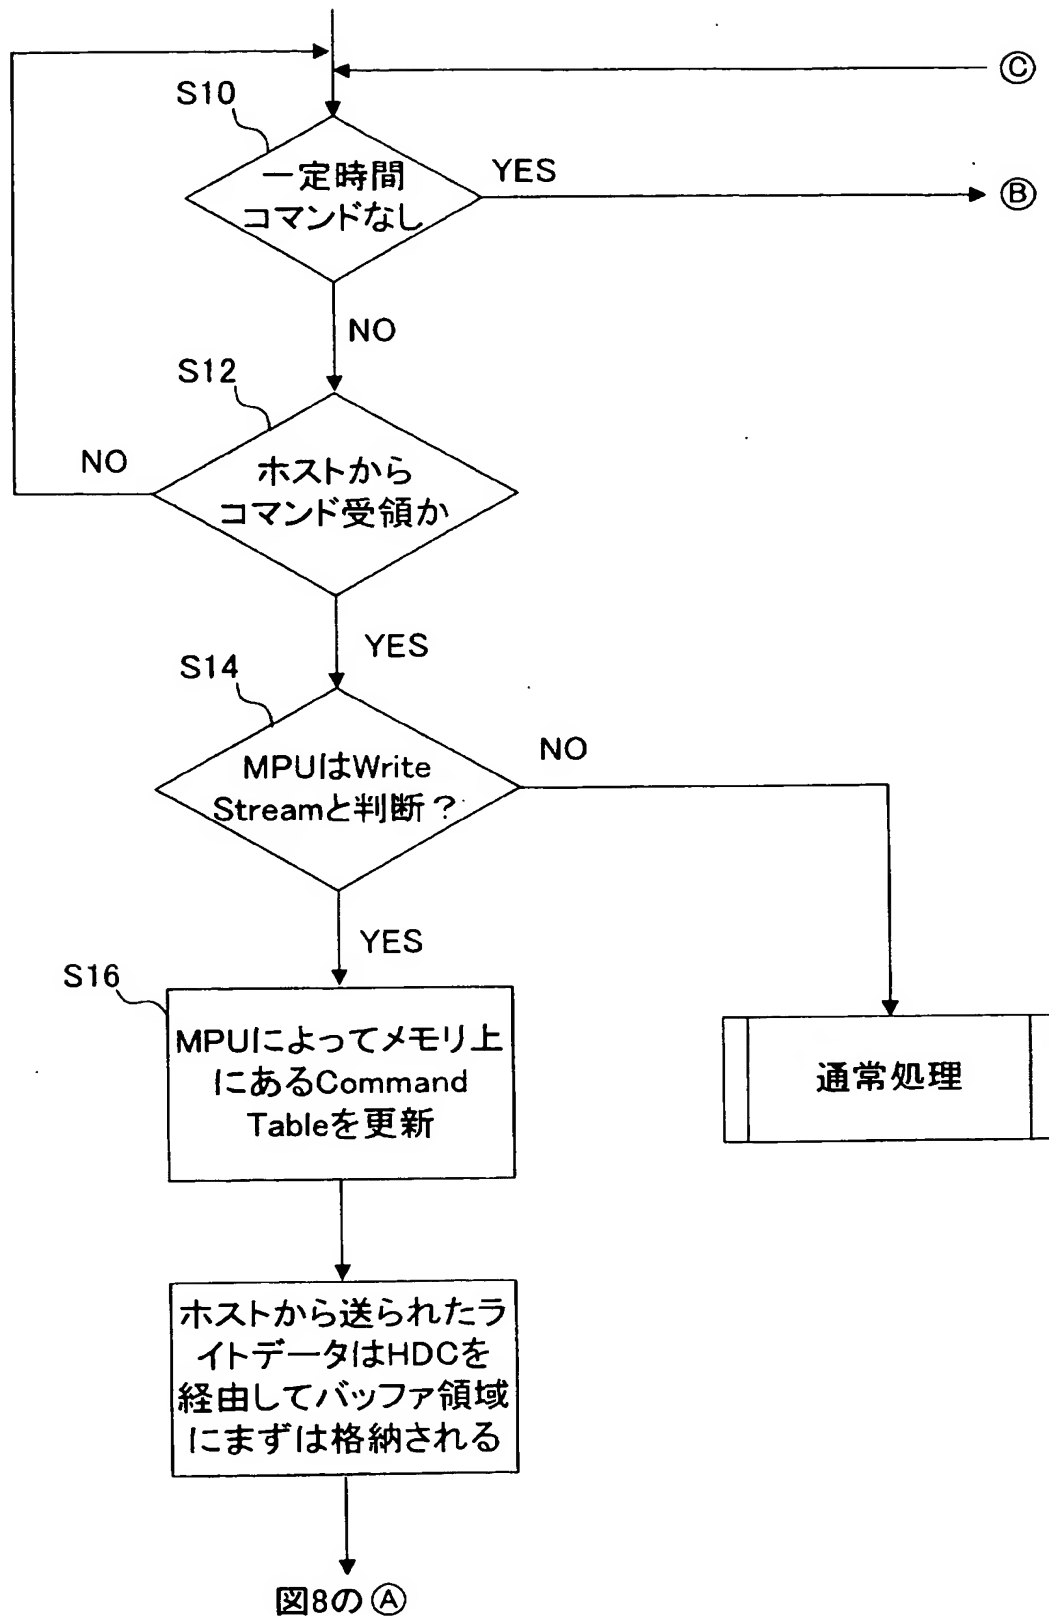 Ⓒ
S10
一定時間
コマンドなし
YES
Ⓑ
NO
S12
NO
ホストから
コマンド受領か
YES
S14
MPUはWrite
Streamと判断?
NO
YES
S16
MPUによってメモリ上
にあるCommand
Tableを更新
通常処理
ホストから送られたラ
イトデータはHDCを
経由してバッファ領域
にまずは格納される
図8のⒶ